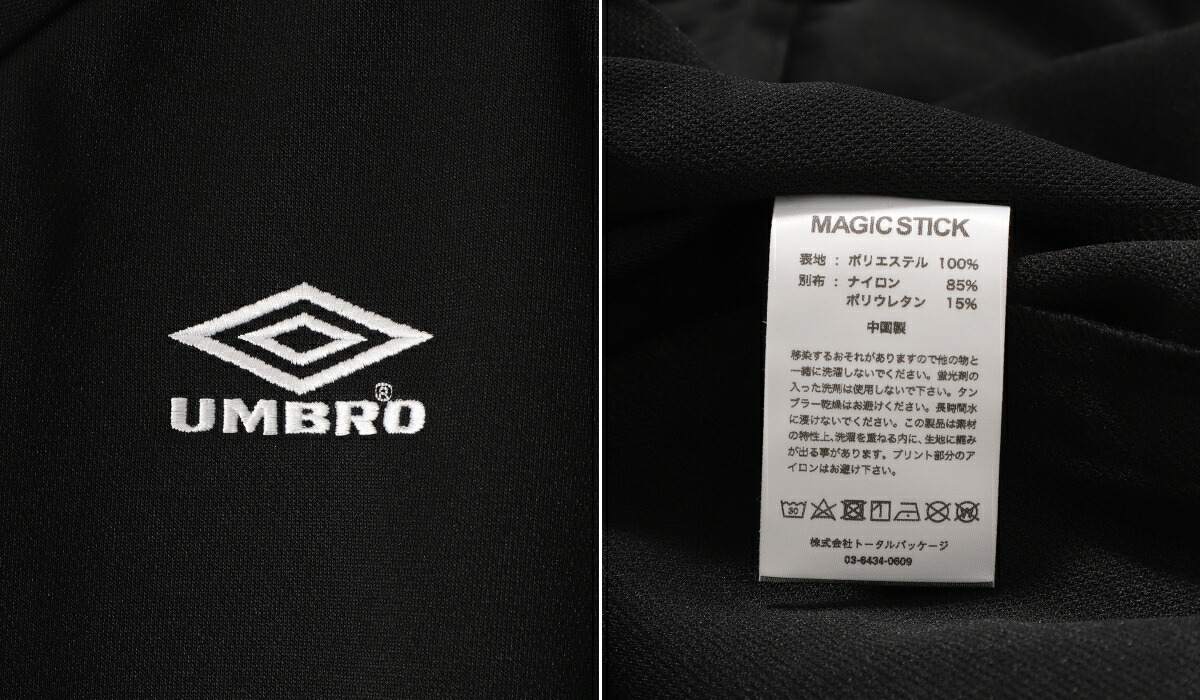 UMBRO®
MAGIC STICK
表地 : ポリエステル 100%
別布 : ナイロン 85%
ポリウレタン 15%
中国製
移染するおそれがありますので他の物と
一緒に洗濯しないでください。蛍光剤の
入った洗剤は使用しないで下さい。タン
ブラー乾燥はお避けください。長時間水
に浸けないでください。この製品は素材
の特性上、洗濯を重ねる内に、生地に縮み
が出る事があります。プリント部分のア
イロンはお避け下さい。
30
W
株式会社トータルパッケージ
03-6434-0609